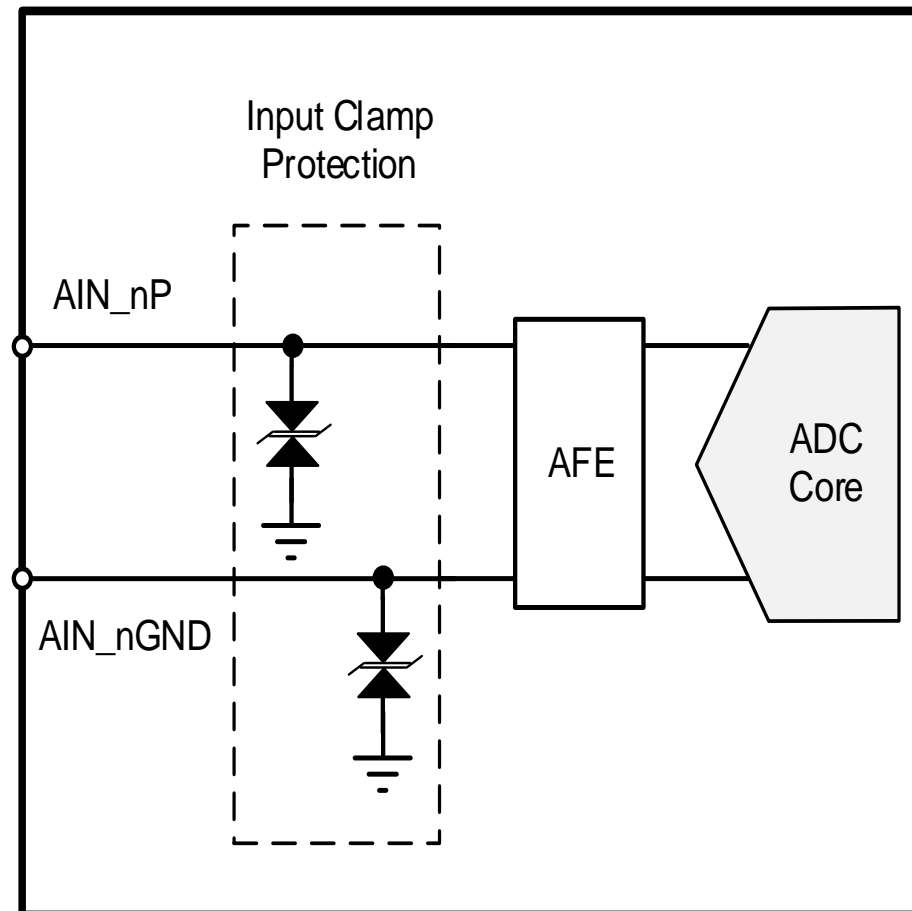 Input Clamp
Protection
AIN_nP
AFE
ADC
Core
AIN_nGND